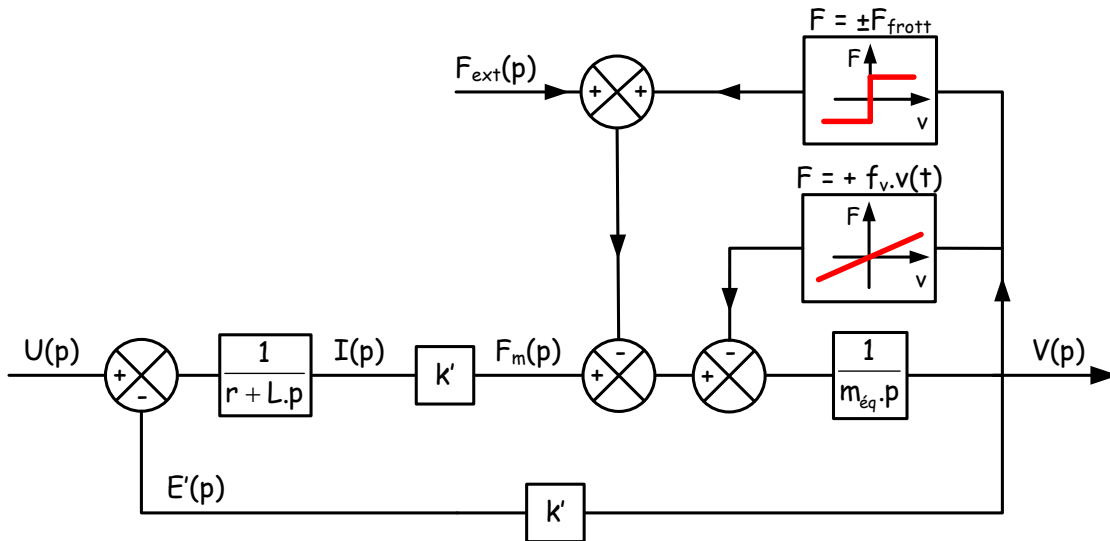 F = ±F_frott
F
v
F_ext(p)
+
+
F = + f_v.v(t)
F
v
U(p)
+
-
1
r + L.p
I(p)
k'
F_m(p)
+
-
+
-
1
m_éq.p
V(p)
E'(p)
k'